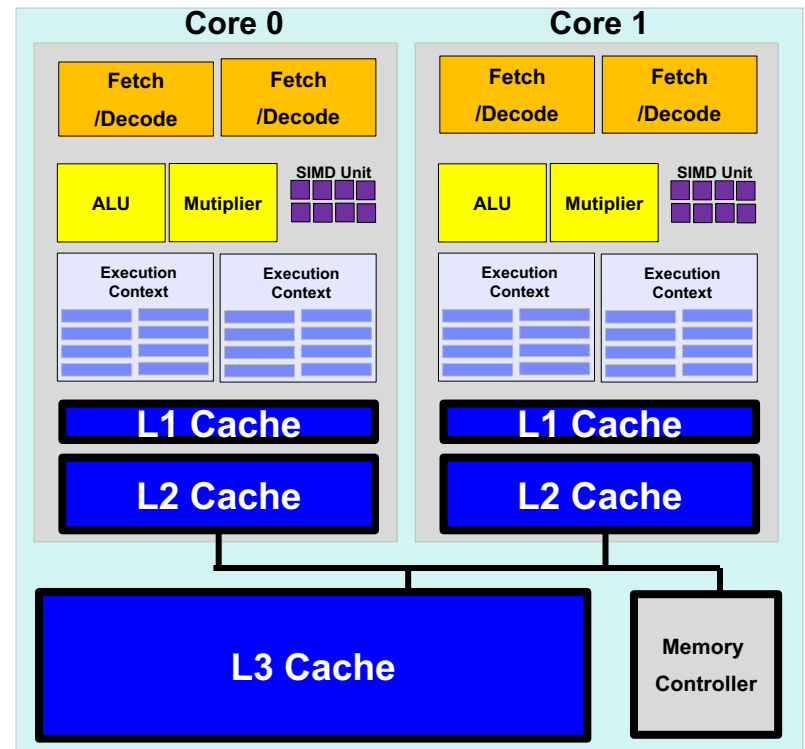 Core 0
Core 1
Fetch
/Decode
Fetch
/Decode
Fetch
/Decode
Fetch
/Decode
ALU
Mutiplier
SIMD Unit
ALU
Mutiplier
SIMD Unit
Execution
Context
Execution
Context
Execution
Context
Execution
Context
L1 Cache
L1 Cache
L2 Cache
L2 Cache
L3 Cache
Memory
Controller